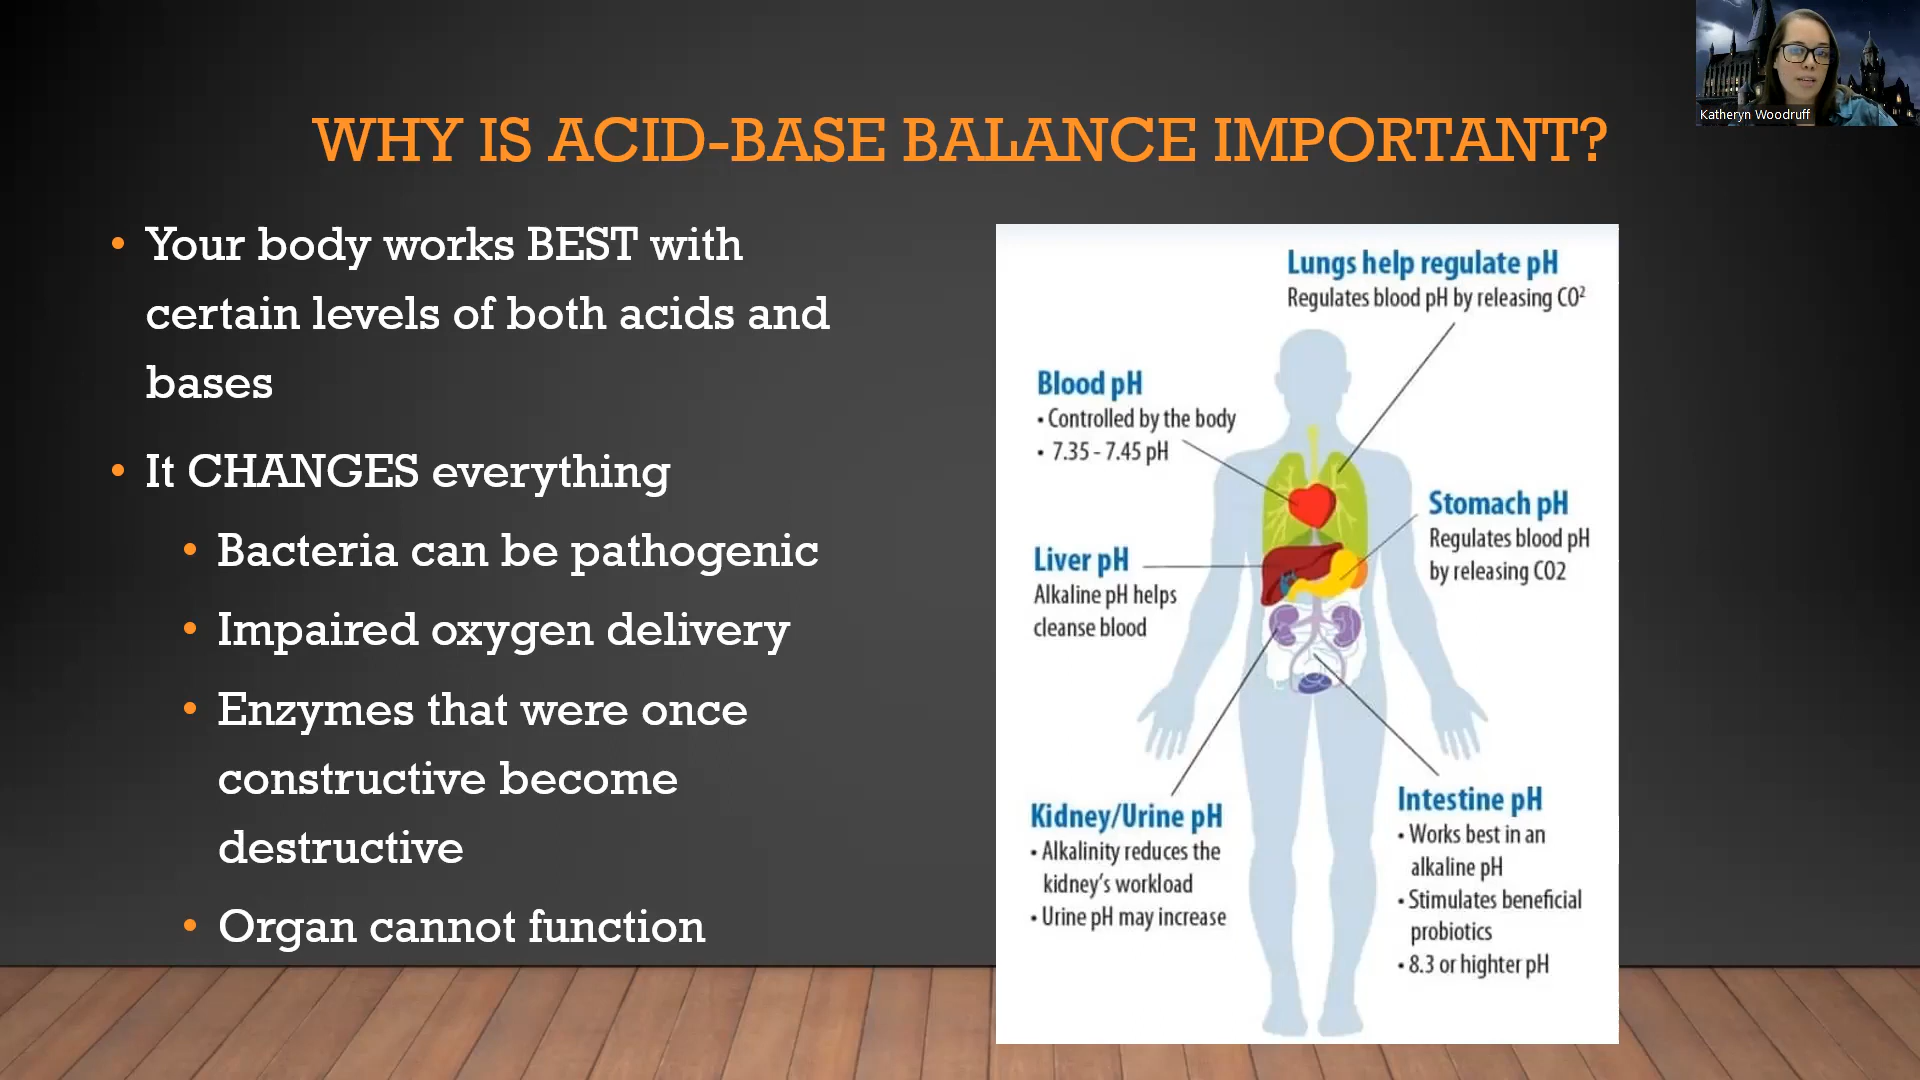 Katheryn Woodruff
WHY IS ACID-BASE BALANCE IMPORTANT?
• Your body works BEST with
certain levels of both acids and
bases
• It CHANGES everything
• Bacteria can be pathogenic
• Impaired oxygen delivery
• Enzymes that were once
constructive become
destructive
• Organ cannot function
Lungs help regulate pH
Regulates blood pH by releasing CO²
Blood pH
• Controlled by the body
• 7.35 - 7.45 pH
Stomach pH
Regulates blood pH
by releasing CO2
Liver pH
Alkaline pH helps
cleanse blood
Kidney/Urine pH
• Alkalinity reduces the
kidney's workload
• Urine pH may increase
Intestine pH
• Works best in an
alkaline pH
• Stimulates beneficial
probiotics
• 8.3 or highter pH